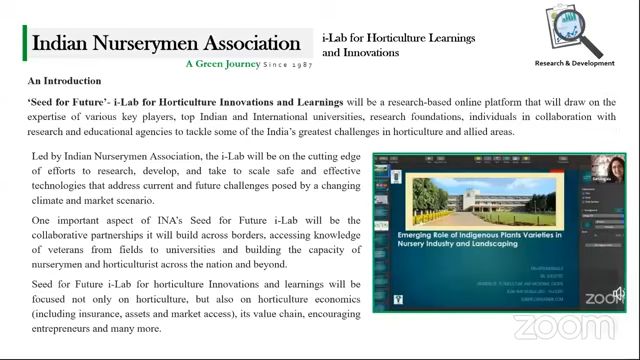 Indian Nurserymen Association
A Green Journey Since 1987
i-Lab for Horticulture Learnings
and Innovations
Research & Development
An Introduction
'Seed for Future'- i-Lab for Horticulture Innovations and Learnings will be a research-based online platform that will draw on the
expertise of various key players, top Indian and International universities, research foundations, individuals in collaboration with
research and educational agencies to tackle some of the India's greatest challenges in horticulture and allied areas.
Led by Indian Nurserymen Association, the i-Lab will be on the cutting edge
of efforts to research, develop, and take to scale safe and effective
technologies that address current and future challenges posed by a changing
climate and market scenario.
One important aspect of INA's Seed for Future i-Lab will be the
collaborative partnerships it will build across borders, accessing knowledge
of veterans from fields to universities and building the capacity of
nurserymen and horticulturist across the nation and beyond.
Seed for Future i-Lab for horticulture Innovations and learnings will be
focused not only on horticulture, but also on horticulture economics
(including insurance, assets and market access), its value chain, encouraging
entrepreneurs and many more.
Emerging Role of Indigenous Plants Varieties in
Nursery Industry and Landscaping
zoom
zoom